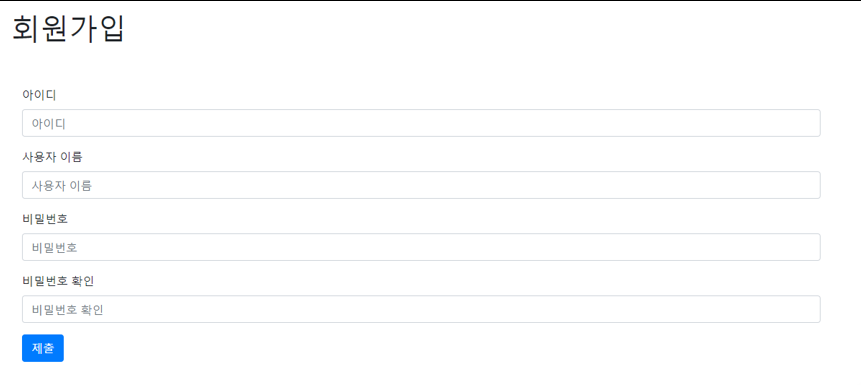 회원가입
아이디
아이디
사용자 이름
사용자 이름
비밀번호
비밀번호
비밀번호 확인
비밀번호 확인
제출